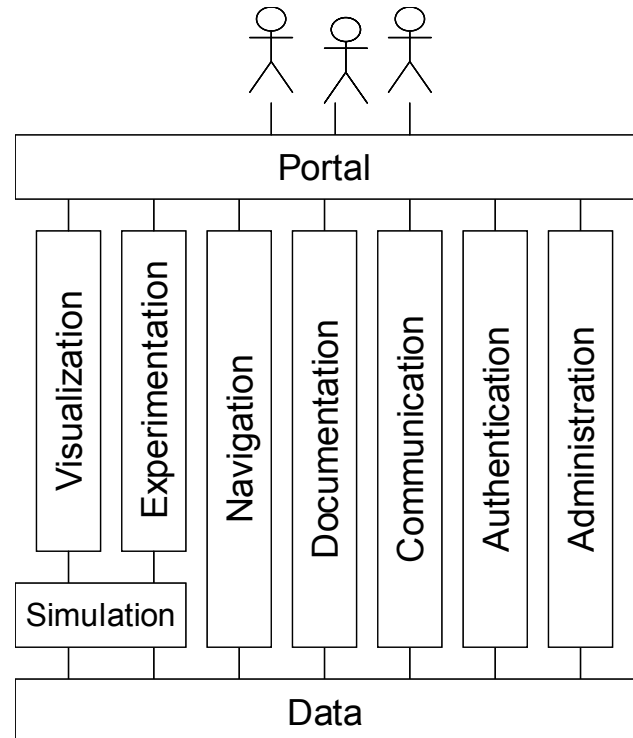 Portal
Visualization
Experimentation
Navigation
Documentation
Communication
Authentication
Administration
Simulation
Data